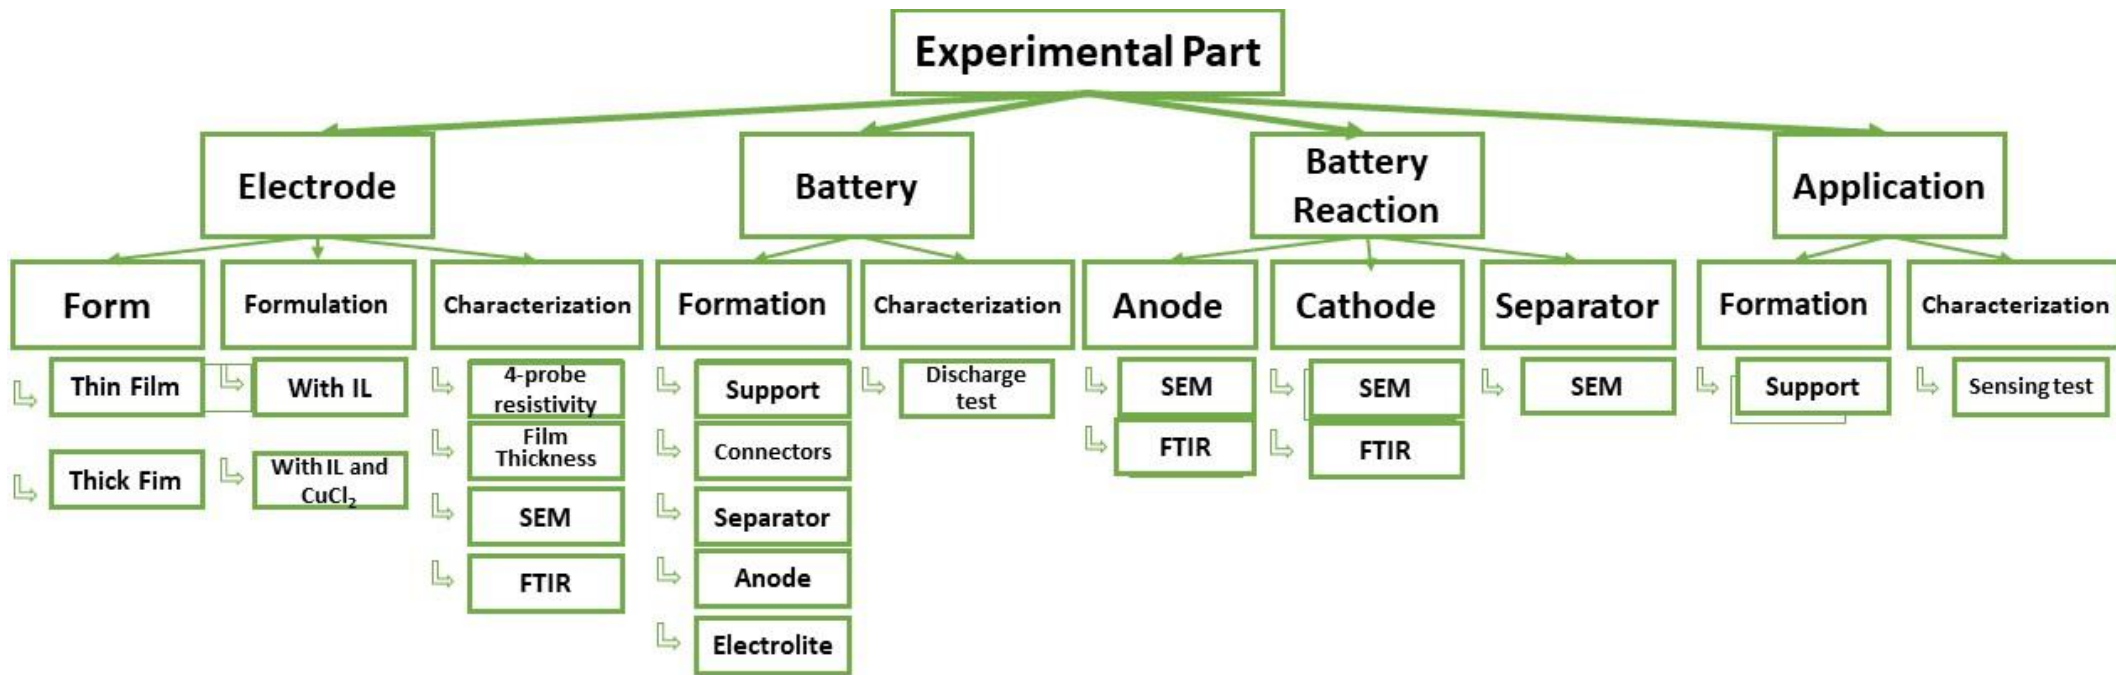 Experimental Part
Electrode
Battery
Battery
Reaction
Application
Form
Formulation
Characterization
Formation
Characterization
Anode
Cathode
Separator
Formation
Characterization
Thin Film
Thick Fim
With IL
With IL and
CuCl₂
4-probe
resistivity
Film
Thickness
SEM
FTIR
Support
Connectors
Separator
Anode
Electrolite
Discharge
test
SEM
FTIR
SEM
FTIR
SEM
Support
Sensing test